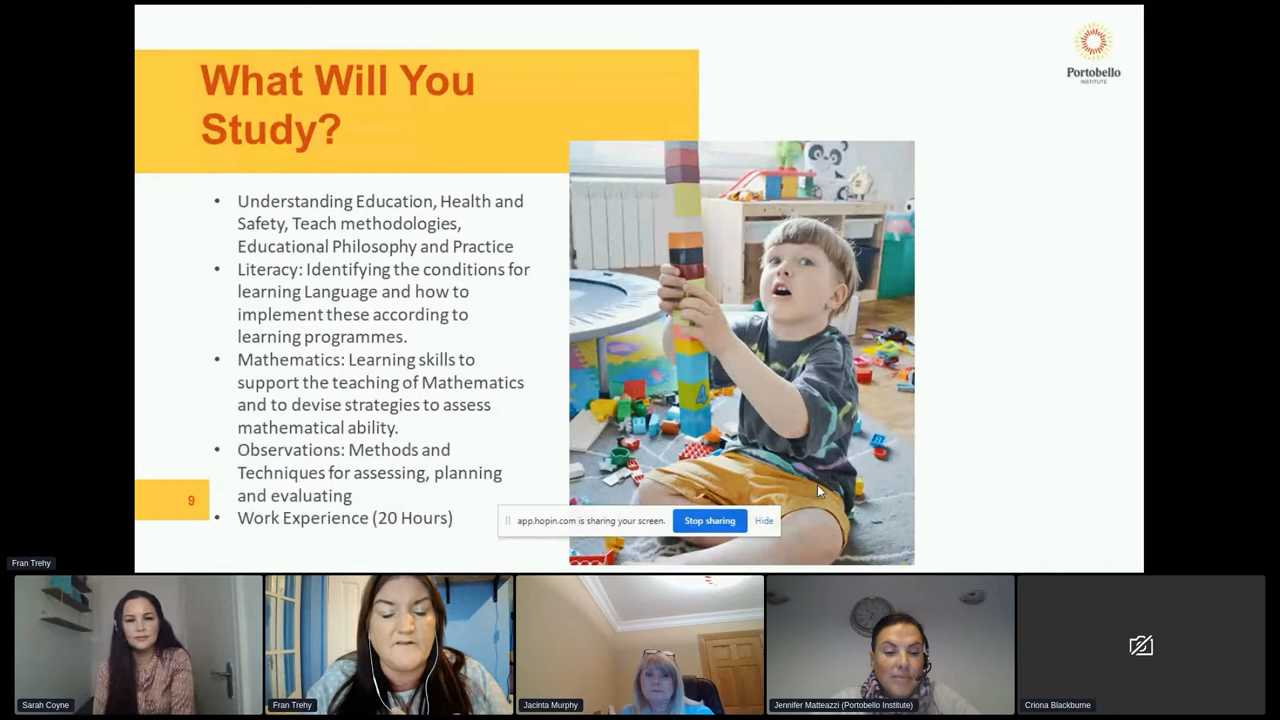 What Will You
Study?
Portobello
INSTITUTE
• Understanding Education, Health and
Safety, Teach methodologies,
Educational Philosophy and Practice
• Literacy: Identifying the conditions for
learning Language and how to
implement these according to
learning programmes.
• Mathematics: Learning skills to
support the teaching of Mathematics
and to devise strategies to assess
mathematical ability.
• Observations: Methods and
Techniques for assessing, planning
and evaluating
• Work Experience (20 Hours)
9
4
app.hopin.com is sharing your screen.
Stop sharing
Hide
Fran Trehy
Sarah Coyne
Fran Trehy
Jacinta Murphy
Jennifer Matteazzi (Portobello Institute)
Criona Blackburne